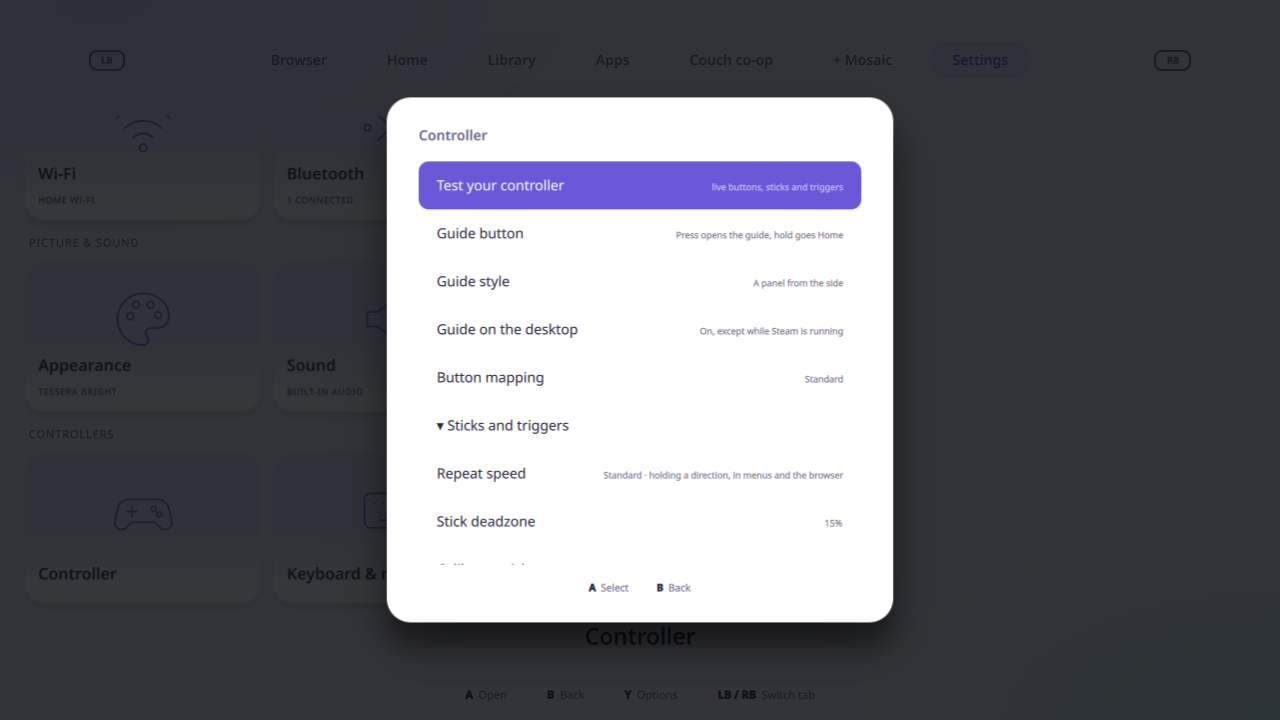 LB Browser Home Library Apps Couch co-op + Mosaic Settings RB
Wi-Fi
HOME WI-FI
Bluetooth
1 CONNECTED
PICTURE & SOUND
Appearance
TESSERA BRIGHT
Sound
BUILT-IN AUDIO
CONTROLLERS
Controller
Keyboard &
Controller
Test your controller live buttons, sticks and triggers
Guide button Press opens the guide, hold goes Home
Guide style A panel from the side
Guide on the desktop On, except while Steam is running
Button mapping Standard
▾ Sticks and triggers
Repeat speed Standard · holding a direction, in menus and the browser
Stick deadzone 15%
A Select B Back
Controller
A Open B Back Y Options LB / RB Switch tab